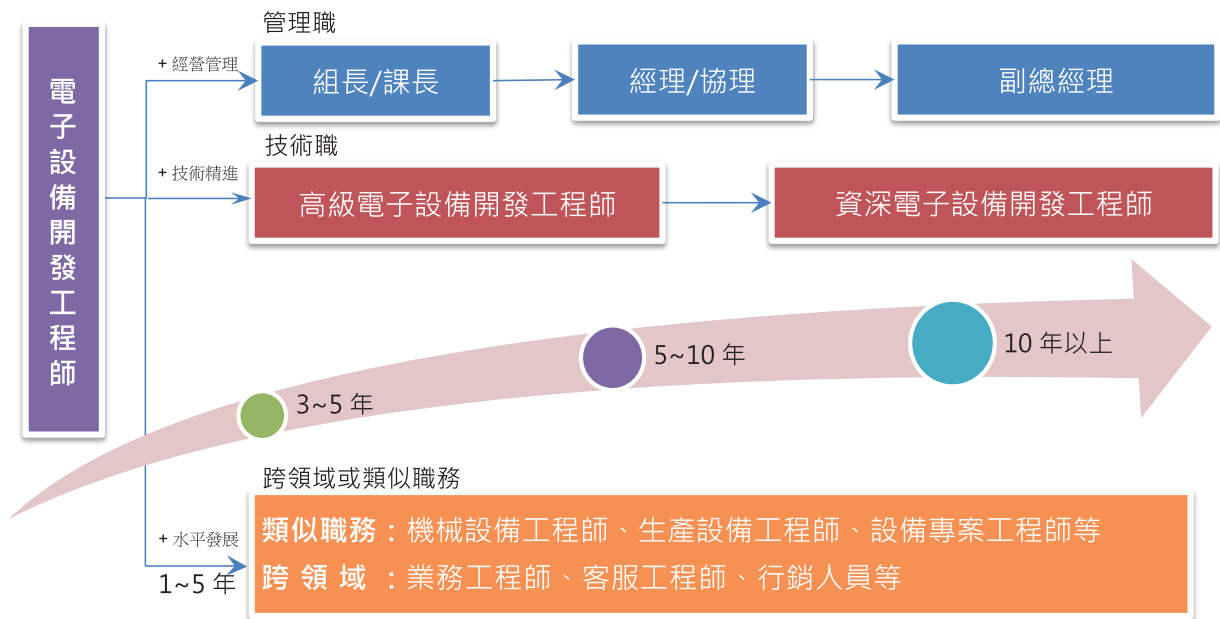 電子設備開發工程師
管理職
+ 經營管理
組長/課長
經理/協理
副總經理
技術職
+ 技術精進
高級電子設備開發工程師
資深電子設備開發工程師
3~5 年
5~10 年
10 年以上
跨領域或類似職務
+ 水平發展
1~5 年
類似職務：機械設備工程師、生產設備工程師、設備專案工程師等
跨 領 域 ：業務工程師、客服工程師、行銷人員等